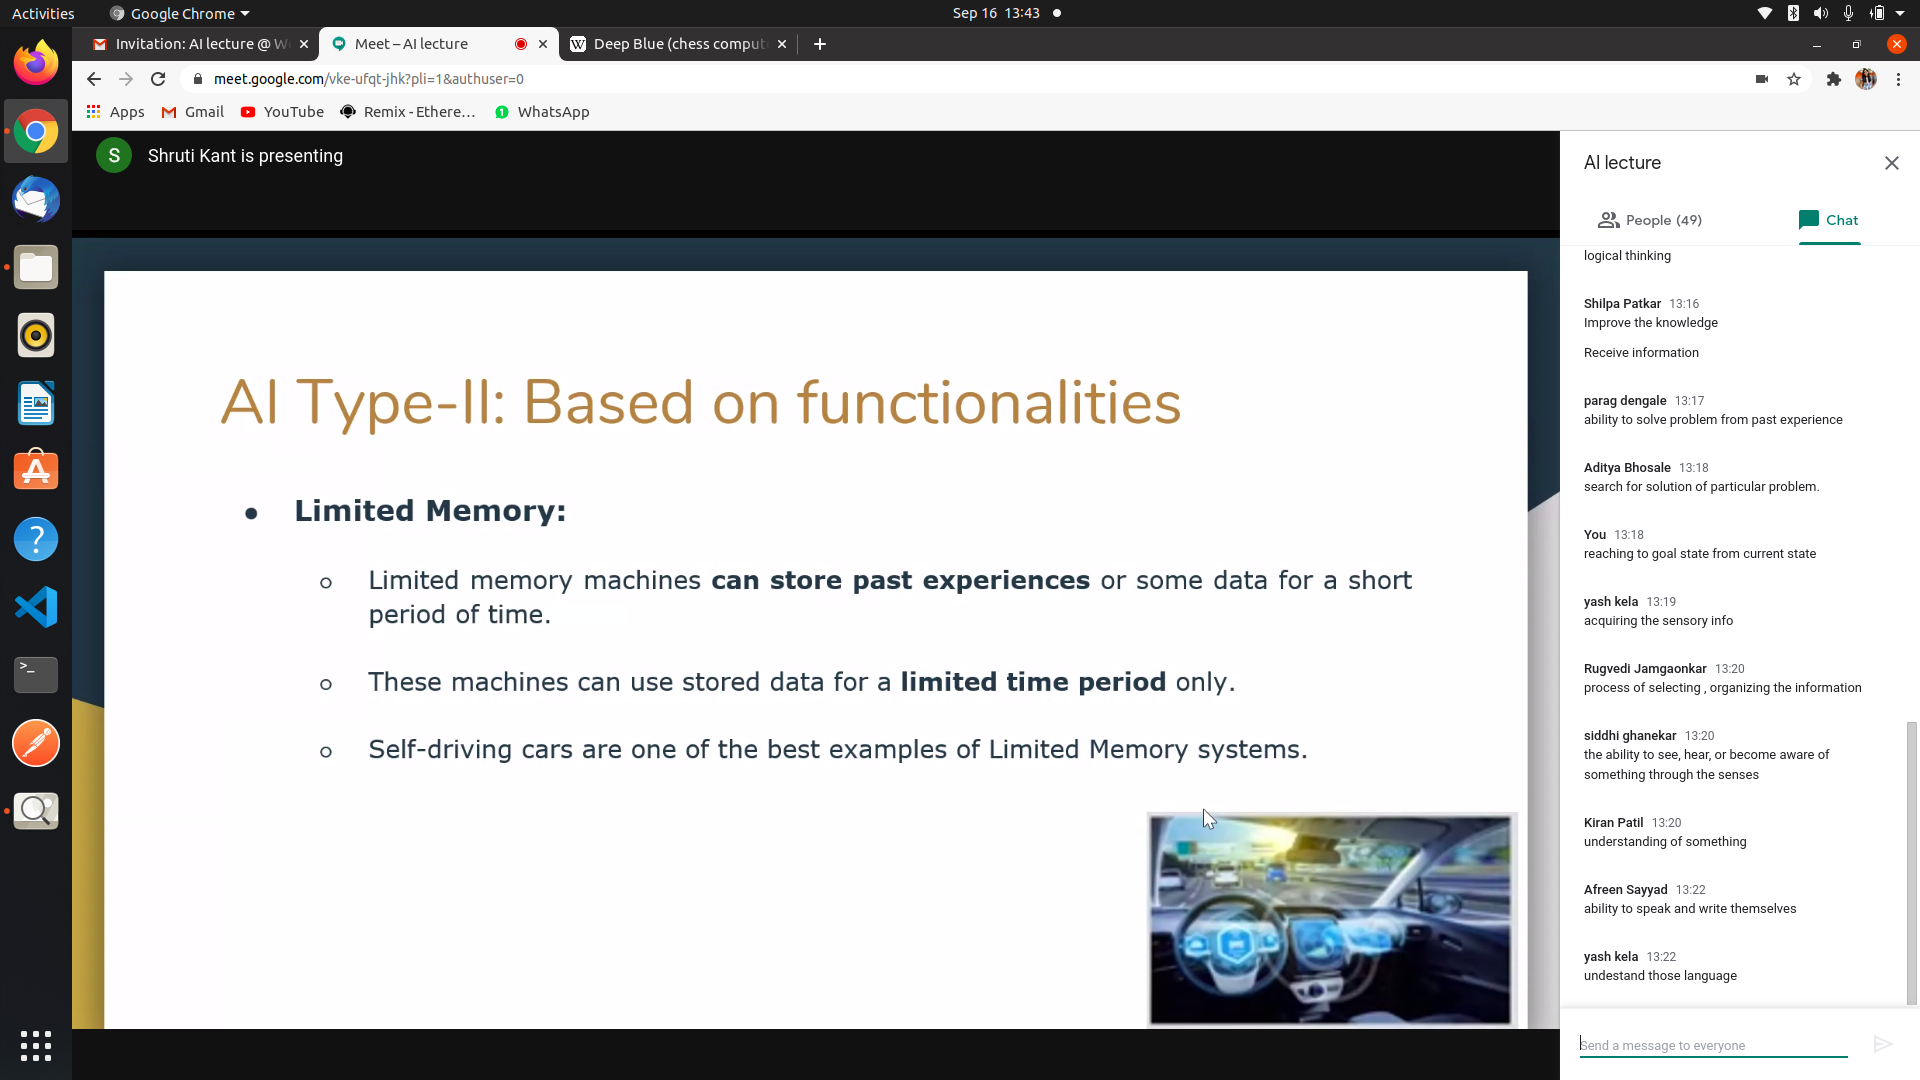 Activities
Google Chrome
Sep 16 13:43
Invitation: AI lecture @ W
Meet – AI lecture
Deep Blue (chess comput
meet.google.com/vke-ufqt-jhk?pli=1&authuser=0
Apps
Gmail
YouTube
Remix - Ethere…
WhatsApp
S
Shruti Kant is presenting
AI Type-II: Based on functionalities
Limited Memory:
Limited memory machines can store past experiences or some data for a short
period of time.
These machines can use stored data for a limited time period only.
Self-driving cars are one of the best examples of Limited Memory systems.
AI lecture
People (49)
Chat
logical thinking
Shilpa Patkar 13:16
Improve the knowledge
Receive information
parag dengale 13:17
ability to solve problem from past experience
Aditya Bhosale 13:18
search for solution of particular problem.
You 13:18
reaching to goal state from current state
yash kela 13:19
acquiring the sensory info
Rugvedi Jamgaonkar 13:20
process of selecting , organizing the information
siddhi ghanekar 13:20
the ability to see, hear, or become aware of
something through the senses
Kiran Patil 13:20
understanding of something
Afreen Sayyad 13:22
ability to speak and write themselves
yash kela 13:22
undestand those language
Send a message to everyone